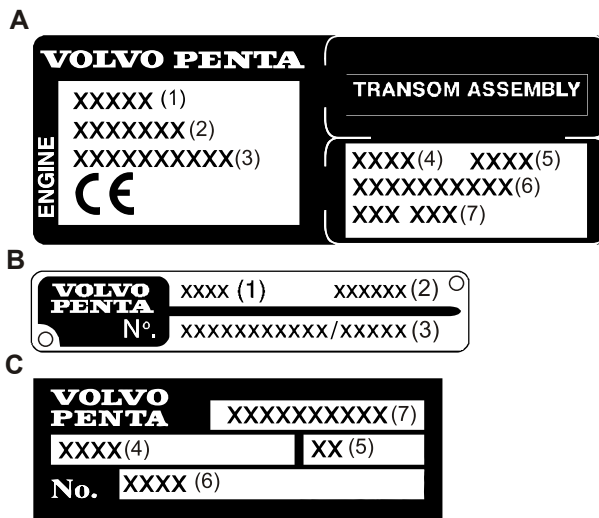 A
VOLVO PENTA
ENGINE
XXXXX (1)
XXXXXXX (2)
XXXXXXXXXX(3)
CE
TRANSOM ASSEMBLY
XXXX(4) XXXX(5)
XXXXXXXXXX(6)
XXX XXX(7)
B
VOLVO
PENTA
Nº.
xxxx (1) xxxxxx (2)
xxxxxxxxxxx/xxxxx (3)
C
VOLVO
PENTA
XXXXXXXXXX(7)
XXXX(4) XX (5)
No. XXXX (6)